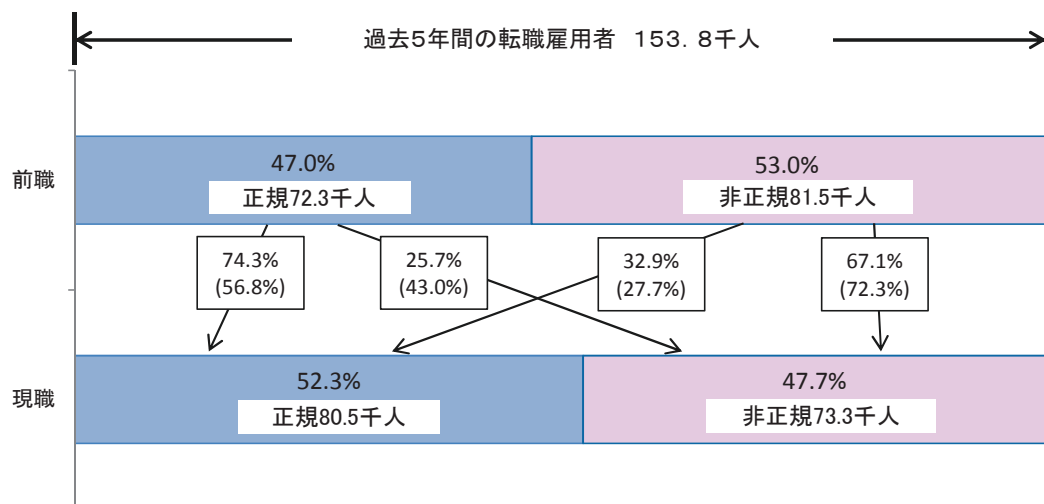 過去５年間の転職雇用者　１５３．８千人
前職
47.0%
正規72.3千人
53.0%
非正規81.5千人
74.3%
(56.8%)
25.7%
(43.0%)
32.9%
(27.7%)
67.1%
(72.3%)
現職
52.3%
正規80.5千人
47.7%
非正規73.3千人